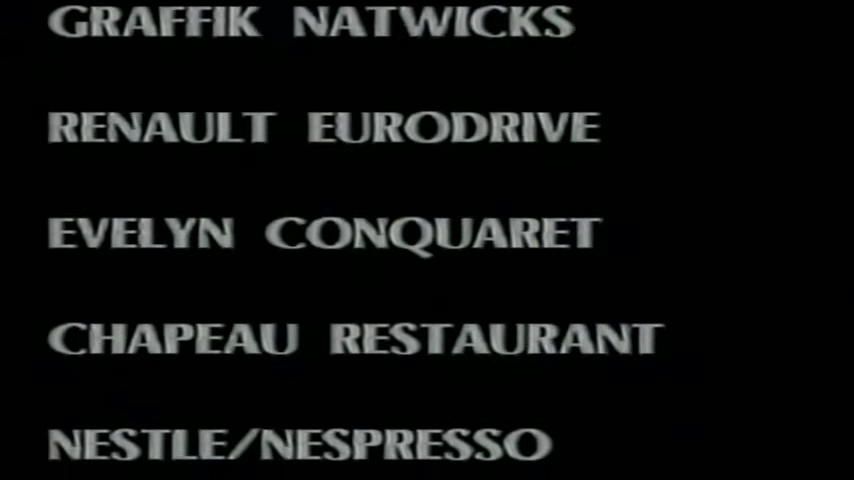 GRAFFIK NATWICKS
RENAULT EURODRIVE
EVELYN CONQUARET
CHAPEAU RESTAURANT
NESTLE/NESPRESSO